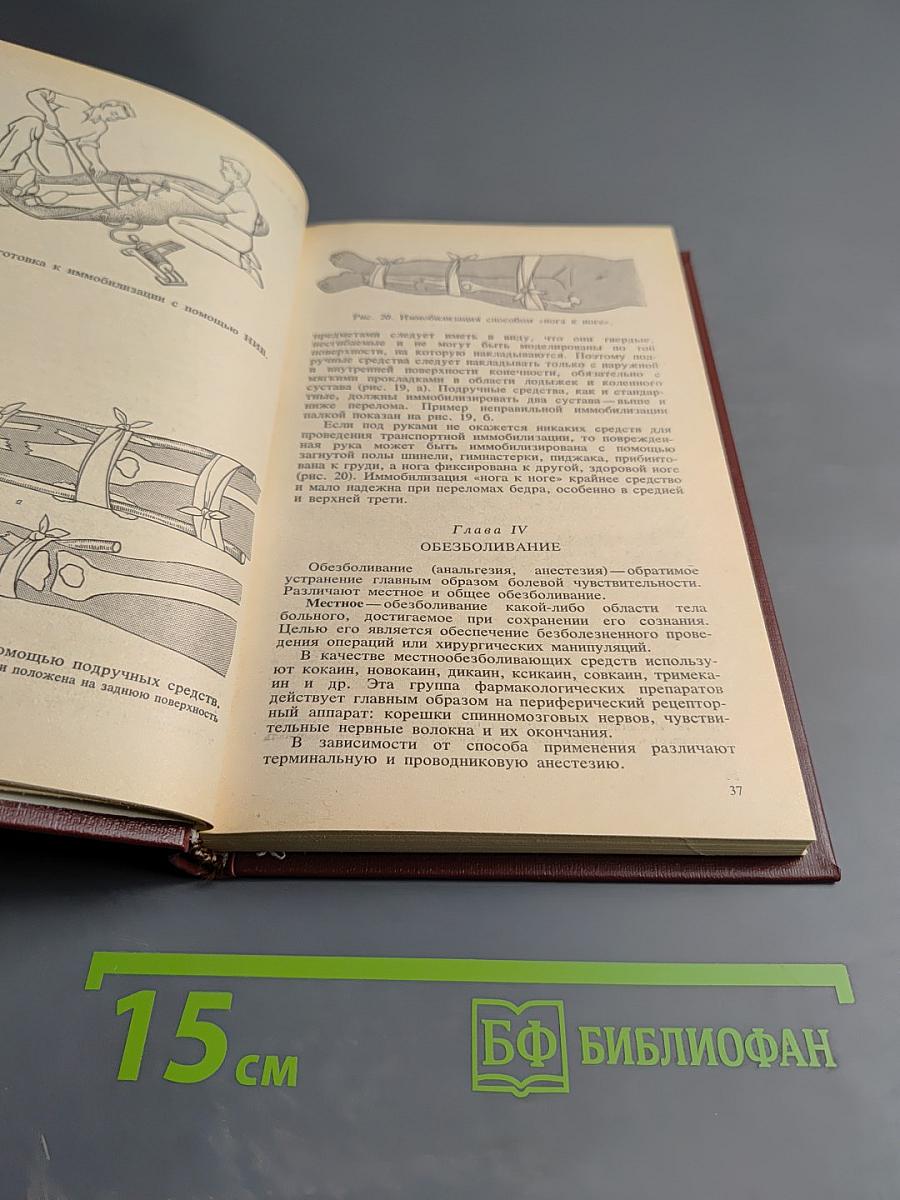 готовка к иммобилизации с помощью НИВ.
а
омощью подручных средств.
и положена на заднюю поверхность
Рис. 20. Иммобилизация способом «нога к ноге».
предметами следует иметь в виду, что они твердые,
несгибаемые и не могут быть моделированы по той
поверхности, на которую накладываются. Поэтому под-
ручные средства следует накладывать только с наружной
и внутренней поверхности конечности, обязательно с
мягкими прокладками в области лодыжек и коленного
сустава (рис. 19, а). Подручные средства, как и стандар-
тные, должны иммобилизировать два сустава — выше и
ниже перелома. Пример неправильной иммобилизации
палкой показан на рис. 19, б.
Если под руками не окажется никаких средств для
проведения транспортной иммобилизации, то поврежден-
ная рука может быть иммобилизирована с помощью
загнутой полы шинели, гимнастерки, пиджака, прибинто-
вана к груди, а нога фиксирована к другой, здоровой ноге
(рис. 20). Иммобилизация «нога к ноге» крайнее средство
и мало надежна при переломах бедра, особенно в средней
и верхней трети.
Глава IV
ОБЕЗБОЛИВАНИЕ
Обезболивание (анальгезия, анестезия) — обратимое
устранение главным образом болевой чувствительности.
Различают местное и общее обезболивание.
Местное — обезболивание какой-либо области тела
больного, достигаемое при сохранении его сознания.
Целью его является обеспечение безболезненного прове-
дения операций или хирургических манипуляций.
В качестве местнообезболивающих средств использу-
ют кокаин, новокаин, дикаин, ксикаин, совкаин, тримека-
ин и др. Эта группа фармакологических препаратов
действует главным образом на периферический рецептор-
ный аппарат: корешки спинномозговых нервов, чувстви-
тельные нервные волокна и их окончания.
В зависимости от способа применения различают
терминальную и проводниковую анестезию.
37
15 см
БФ БИБЛИОФАН